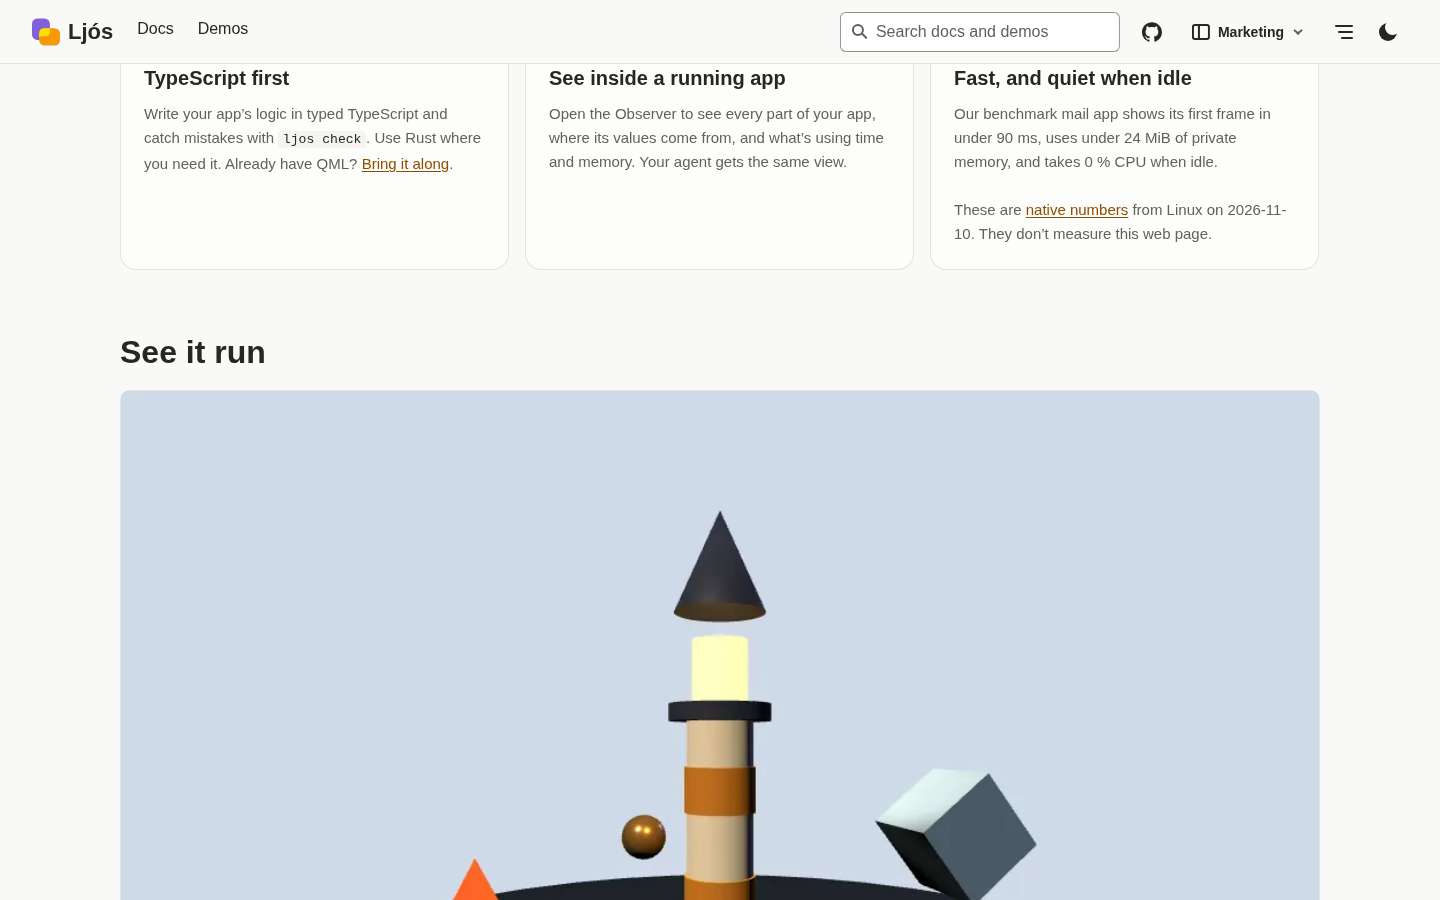 Ljós
Docs
Demos
Search docs and demos
Marketing
TypeScript first
Write your app’s logic in typed TypeScript and
catch mistakes with ljos check. Use Rust where
you need it. Already have QML? Bring it along.
See inside a running app
Open the Observer to see every part of your app,
where its values come from, and what’s using time
and memory. Your agent gets the same view.
Fast, and quiet when idle
Our benchmark mail app shows its first frame in
under 90 ms, uses under 24 MiB of private
memory, and takes 0 % CPU when idle.
These are native numbers from Linux on 2026-11-
10. They don’t measure this web page.
See it run